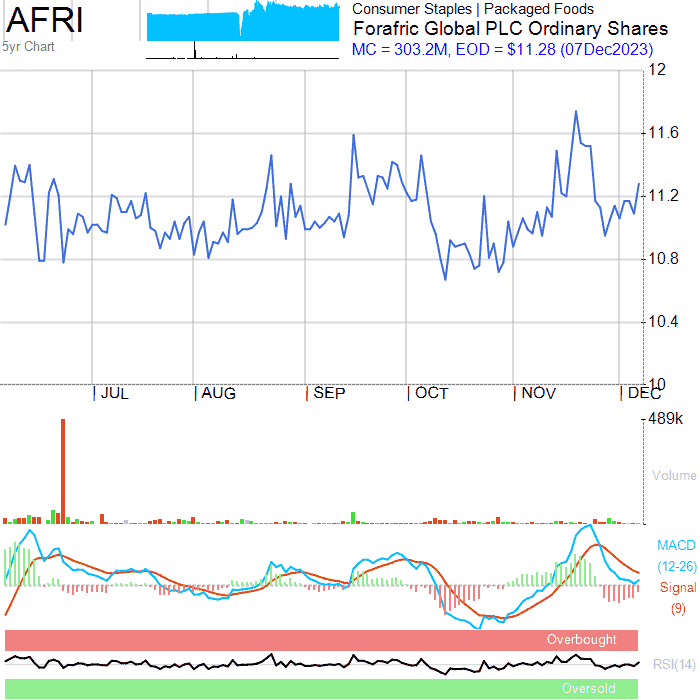 AFRI
5yr Chart
Consumer Staples | Packaged Foods
Forafric Global PLC Ordinary Shares
MC = 303.2M, EOD = $11.28 (07Dec2023)
12
11.6
11.2
10.8
10.4
10
JUL AUG SEP OCT NOV DEC
489k
Volume
MACD
(12-26)
Signal
(9)
Overbought
RSI(14)
Oversold